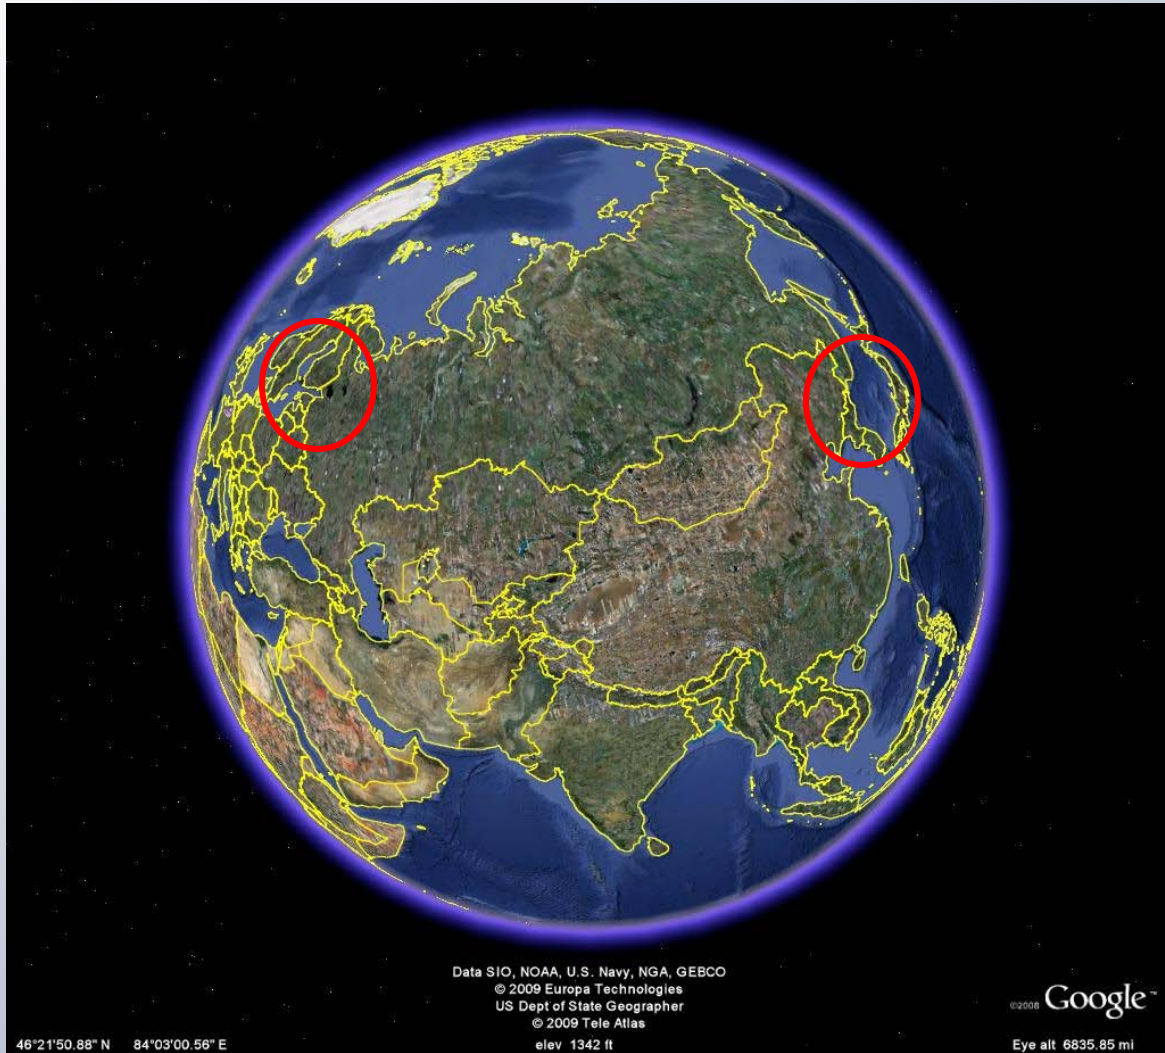 Data SIO, NOAA, U.S. Navy, NGA, GEBCO
© 2009 Europa Technologies
US Dept of State Geographer
© 2009 Tele Atlas
©2008 Google™
46°21'50.88" N 84°03'00.56" E elev 1342 ft Eye alt 6835.85 mi